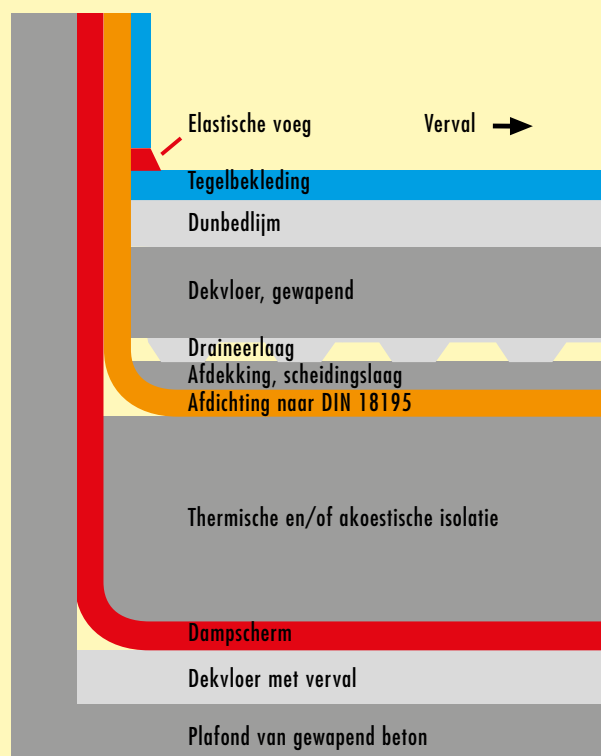 Elastische voeg
Verval
Tegelbekleding
Dunbedlijm
Dekvloer, gewapend
Draineerlaag
Afdekking, scheidingslaag
Afdichting naar DIN 18195
Thermische en/of akoestische isolatie
Dampscherm
Dekvloer met verval
Plafond van gewapend beton